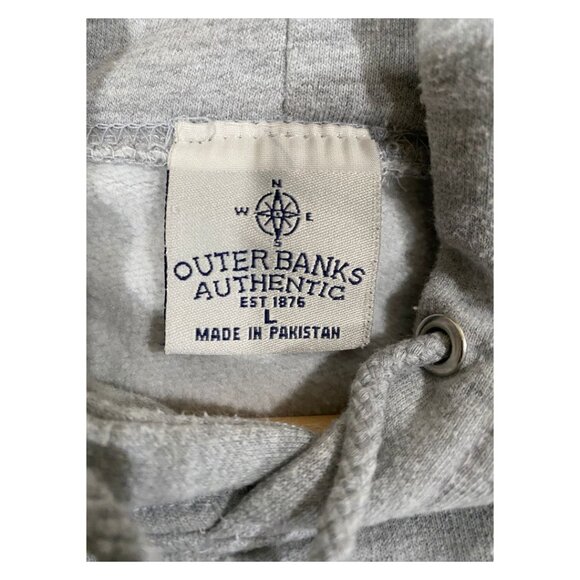 N
W E
S
OUTER BANKS
AUTHENTIC
EST 1876
L
MADE IN PAKISTAN